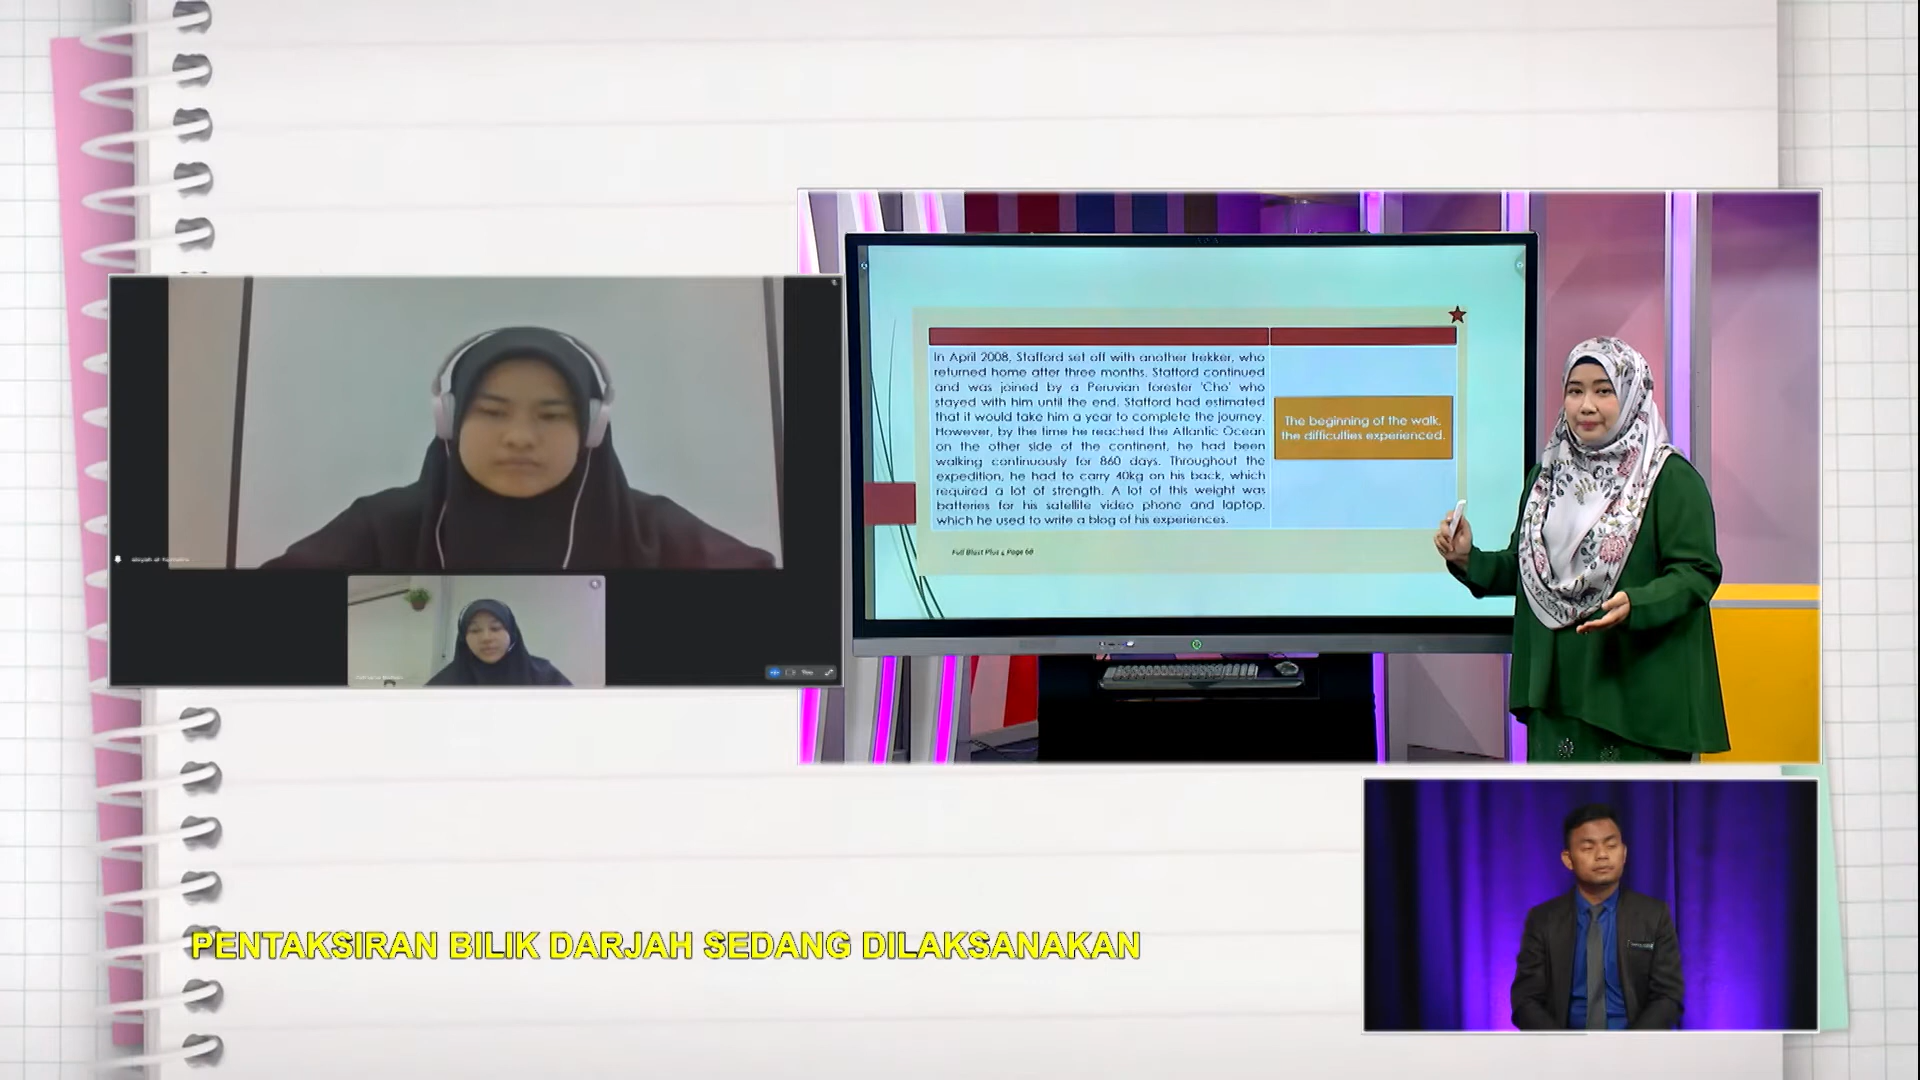 In April 2008, Stafford set off with another trekker, who
returned home after three months. Stafford continued
and was joined by a Peruvian forester 'Cho' who
stayed with him until the end. Stafford had estimated
that it would take him a year to complete the journey.
However, by the time he reached the Atlantic Ocean
on the other side of the continent, he had been
walking continuously for 860 days. Throughout the
expedition, he had to carry 40kg on his back, which
required a lot of strength. A lot of this weight was
batteries for his satellite video phone and laptop,
which he used to write a blog of his experiences.
The beginning of the walk,
the difficulties experienced.
Full Blast Plus 4 Page 68
PENTAKSIRAN BILIK DARJAH SEDANG DILAKSANAKAN